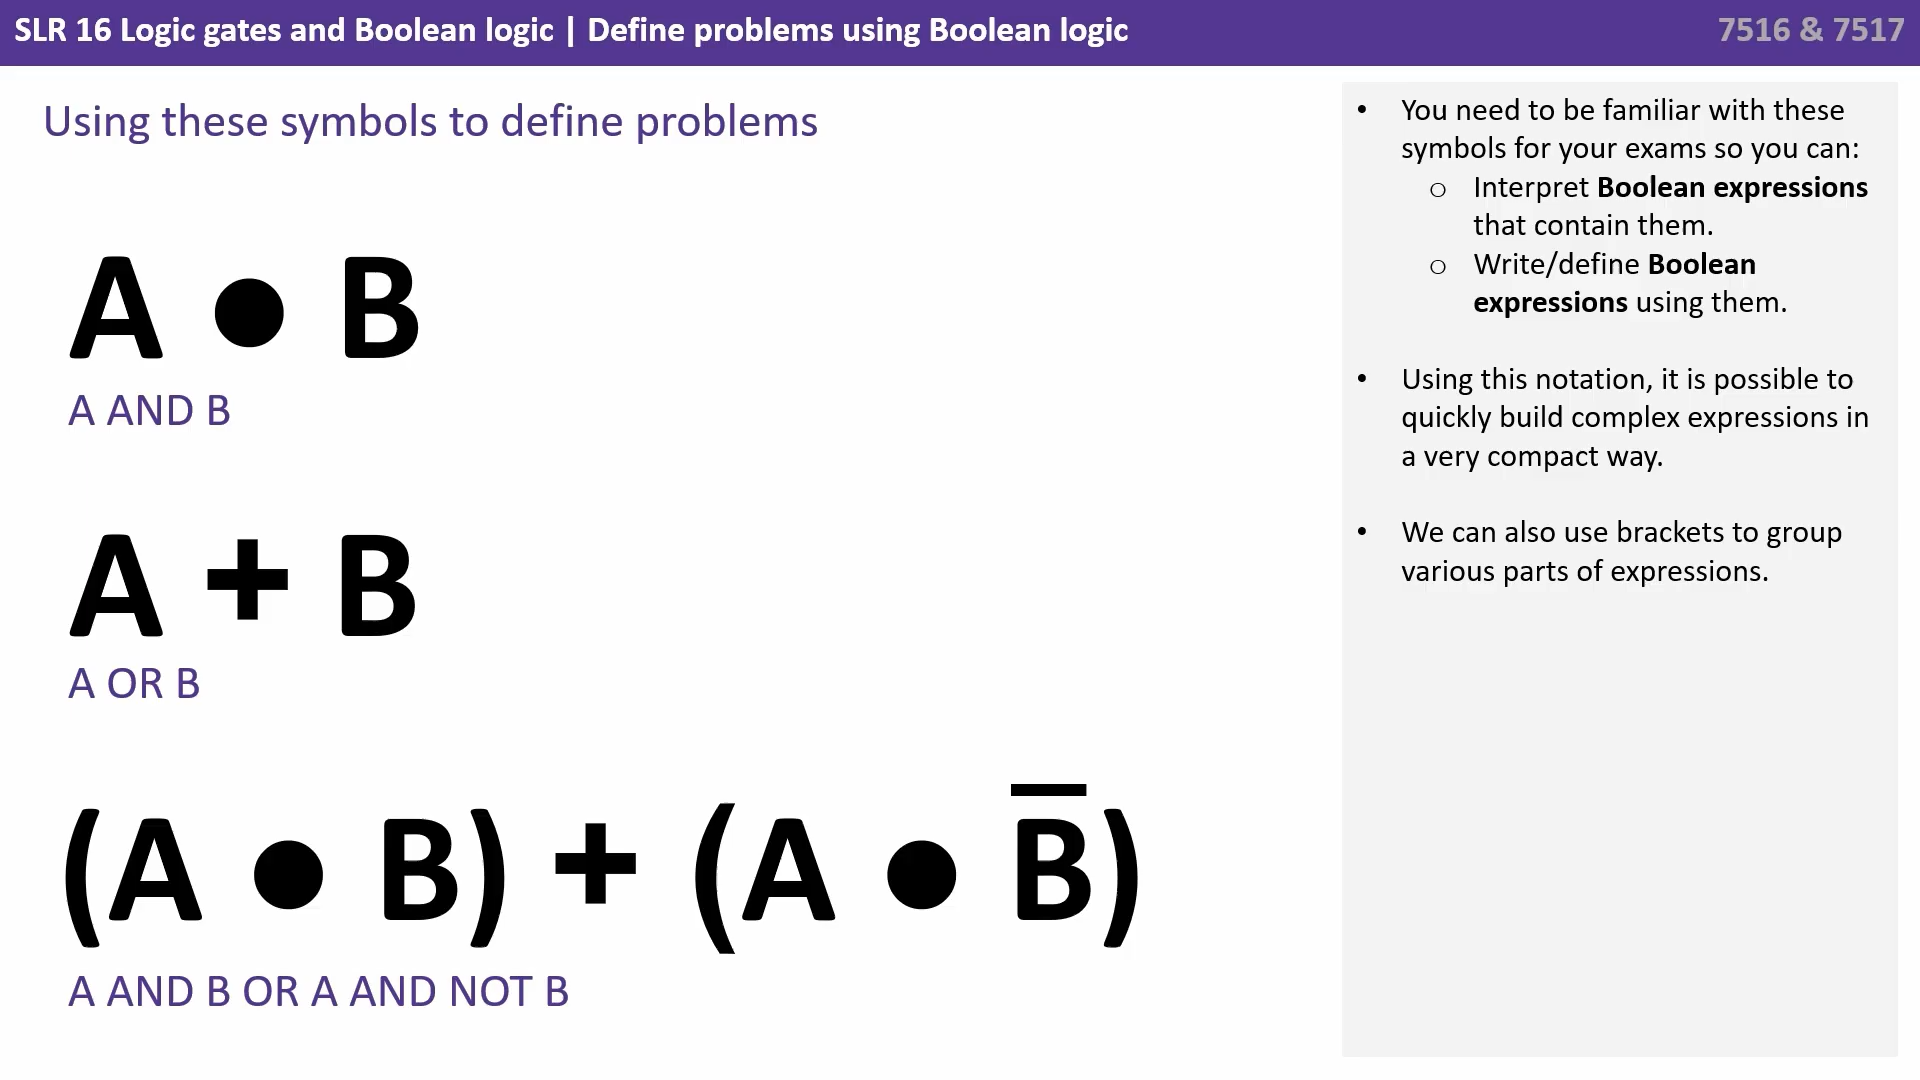 SLR 16 Logic gates and Boolean logic | Define problems using Boolean logic
7516 & 7517
Using these symbols to define problems
A ● B
A AND B
A + B
A OR B
(A ● B) + (A ● B̅)
A AND B OR A AND NOT B
• You need to be familiar with these
symbols for your exams so you can:
○ Interpret Boolean expressions
that contain them.
○ Write/define Boolean
expressions using them.
• Using this notation, it is possible to
quickly build complex expressions in
a very compact way.
• We can also use brackets to group
various parts of expressions.